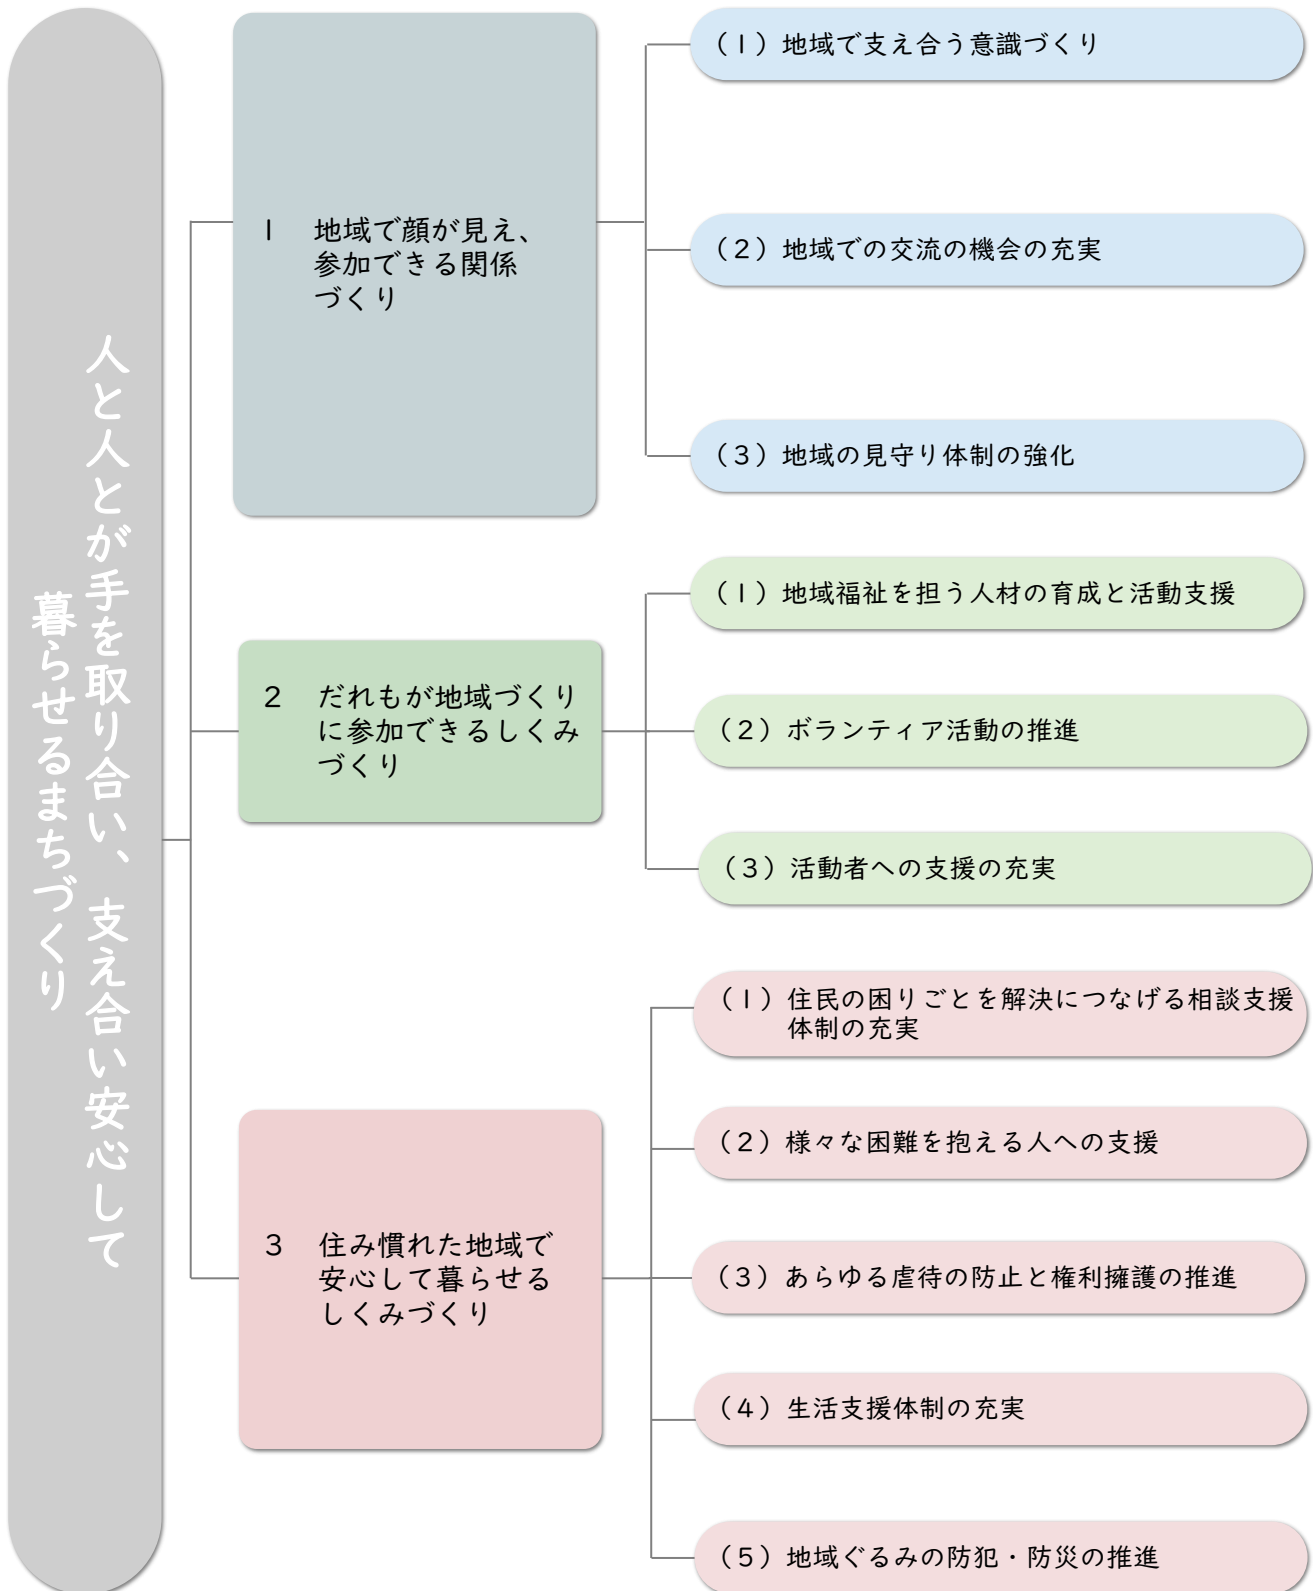 人と人とが手を取り合い、支え合い安心して
暮らせるまちづくり
1 地域で顔が見え、
参加できる関係
づくり
(1)地域で支え合う意識づくり
(2)地域での交流の機会の充実
(3)地域の見守り体制の強化
2 だれもが地域づくり
に参加できるしくみ
づくり
(1)地域福祉を担う人材の育成と活動支援
(2)ボランティア活動の推進
(3)活動者への支援の充実
3 住み慣れた地域で
安心して暮らせる
しくみづくり
(1)住民の困りごとを解決につなげる相談支援
体制の充実
(2)様々な困難を抱える人への支援
(3)あらゆる虐待の防止と権利擁護の推進
(4)生活支援体制の充実
(5)地域ぐるみの防犯・防災の推進